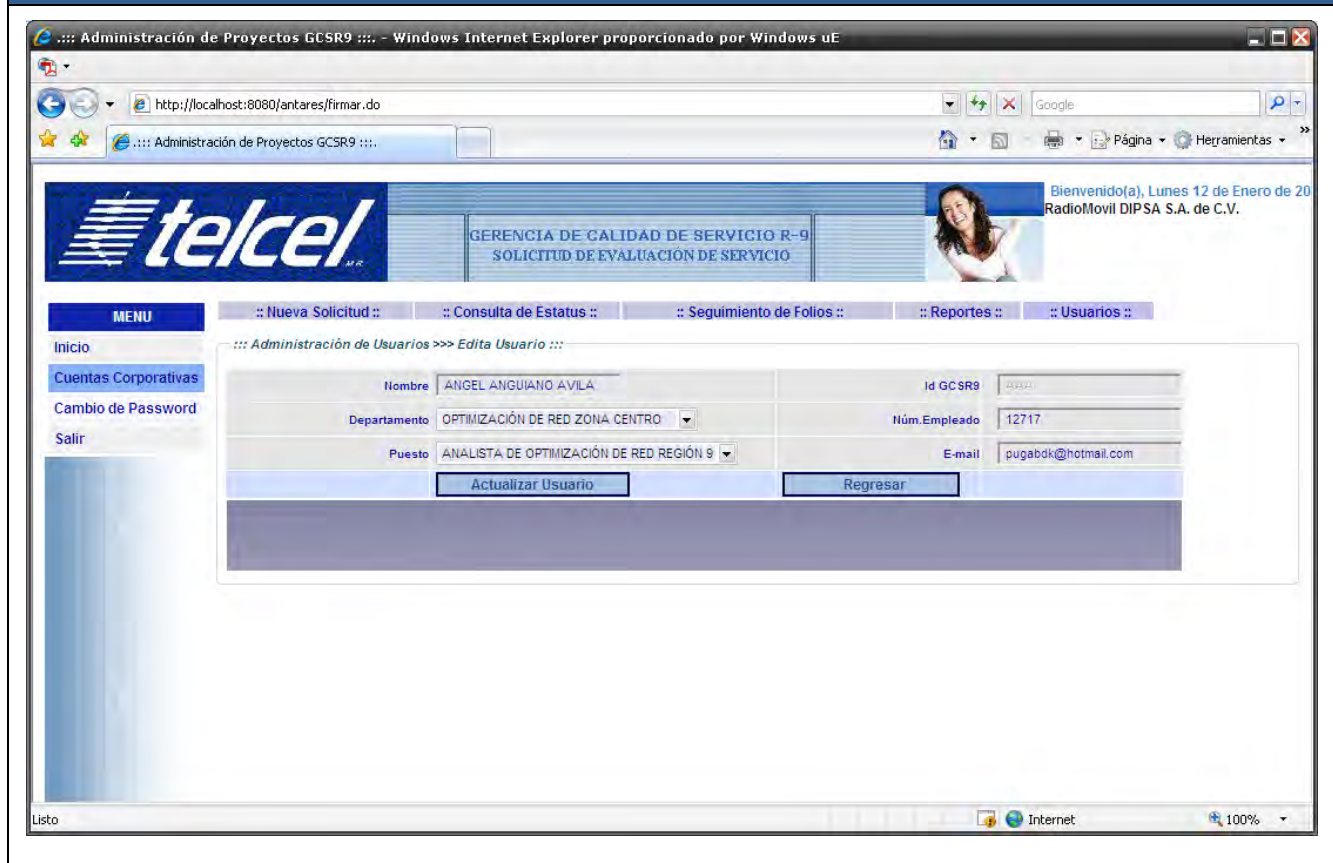 .::: Administración de Proyectos GCSR9 :::. - Windows Internet Explorer proporcionado por Windows uE
http://localhost:8080/antares/firmar.do
Google
.::: Administración de Proyectos GCSR9 :::.
Página
Herramientas
»
Bienvenido(a), Lunes 12 de Enero de 20
RadioMovil DIPSA S.A. de C.V.
telcel M.R.
GERENCIA DE CALIDAD DE SERVICIO R-9
SOLICITUD DE EVALUACIÓN DE SERVICIO
MENU
:: Nueva Solicitud :: :: Consulta de Estatus :: :: Seguimiento de Folios :: :: Reportes :: :: Usuarios ::
Inicio
Cuentas Corporativas
Cambio de Password
Salir
::: Administración de Usuarios >>> Edita Usuario :::
Nombre ANGEL ANGUIANO AVILA Id GCSR9 AAA
Departamento OPTIMIZACIÓN DE RED ZONA CENTRO Núm.Empleado 12717
Puesto ANALISTA DE OPTIMIZACIÓN DE RED REGIÓN 9 E-mail pugabdk@hotmail.com
Actualizar Usuario Regresar
Listo Internet 100%